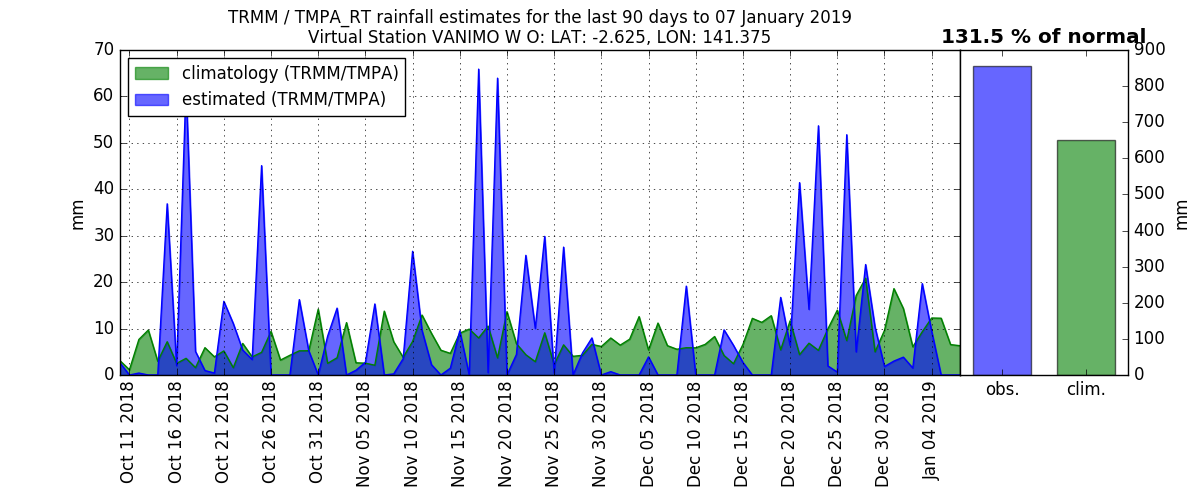 TRMM / TMPA_RT rainfall estimates for the last 90 days to 07 January 2019
Virtual Station VANIMO W O: LAT: -2.625, LON: 141.375
131.5 % of normal
climatology (TRMM/TMPA)
estimated (TRMM/TMPA)
70
60
50
40
30
20
10
0
mm
900
800
700
600
500
400
300
200
100
0
mm
Oct 11 2018
Oct 16 2018
Oct 21 2018
Oct 26 2018
Oct 31 2018
Nov 05 2018
Nov 10 2018
Nov 15 2018
Nov 20 2018
Nov 25 2018
Nov 30 2018
Dec 05 2018
Dec 10 2018
Dec 15 2018
Dec 20 2018
Dec 25 2018
Dec 30 2018
Jan 04 2019
obs.
clim.